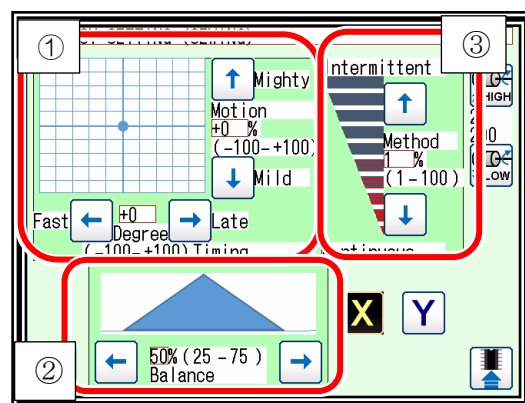 ①
③
Mighty
Motion
+0 %
(-100-+100)
Mild
Fast
+0
Late
Degree
(-100-+100) Timing
Intermittent
Method
1 %
(1-100)
HIGH
LOW
②
50% (25-75)
Balance
X
Y